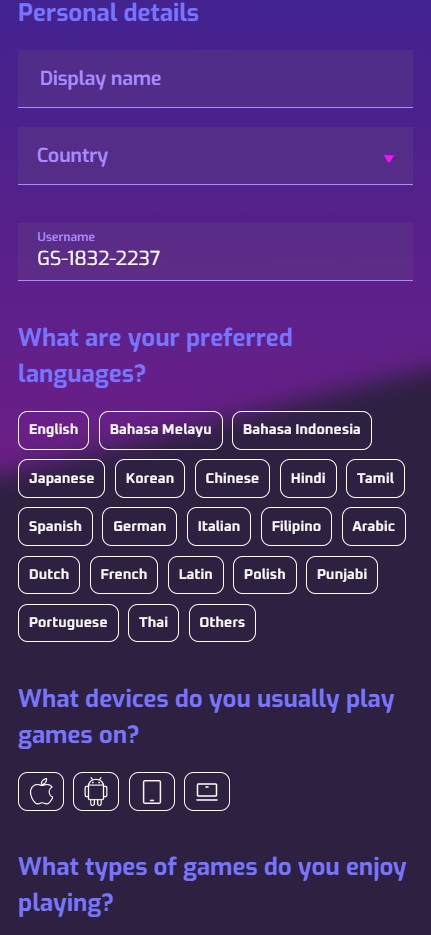 Personal details
Display name
Country
Username
GS-1832-2237
What are your preferred
languages?
English Bahasa Melayu Bahasa Indonesia
Japanese Korean Chinese Hindi Tamil
Spanish German Italian Filipino Arabic
Dutch French Latin Polish Punjabi
Portuguese Thai Others
What devices do you usually play
games on?
What types of games do you enjoy
playing?